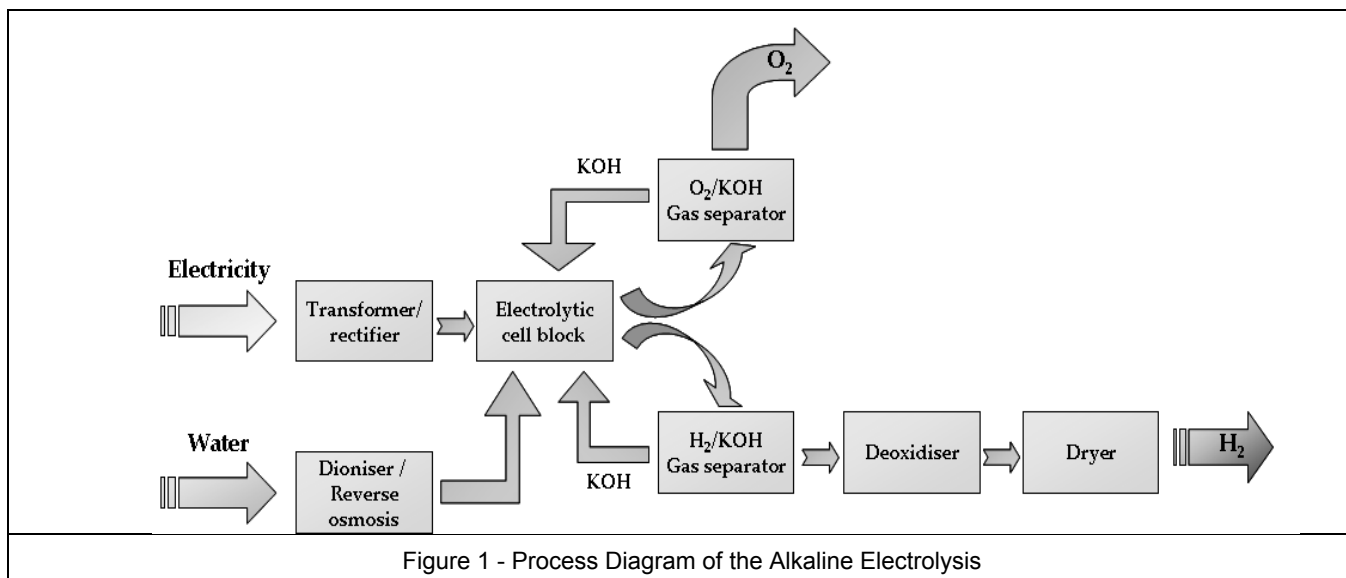 O₂
KOH
O₂/KOH
Gas separator
Electricity
Transformer/
rectifier
Electrolytic
cell block
Water
Dioniser /
Reverse
osmosis
KOH
H₂/KOH
Gas separator
Deoxidiser
Dryer
H₂
Figure 1 - Process Diagram of the Alkaline Electrolysis